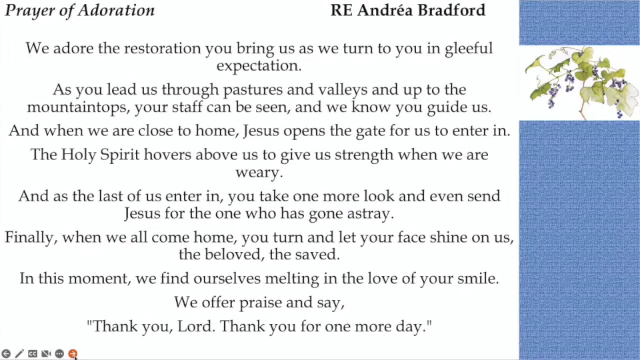 Prayer of Adoration RE Andréa Bradford
We adore the restoration you bring us as we turn to you in gleeful
expectation.
As you lead us through pastures and valleys and up to the
mountaintops, your staff can be seen, and we know you guide us.
And when we are close to home, Jesus opens the gate for us to enter in.
The Holy Spirit hovers above us to give us strength when we are
weary.
And as the last of us enter in, you take one more look and even send
Jesus for the one who has gone astray.
Finally, when we all come home, you turn and let your face shine on us,
the beloved, the saved.
In this moment, we find ourselves melting in the love of your smile.
We offer praise and say,
"Thank you, Lord. Thank you for one more day."